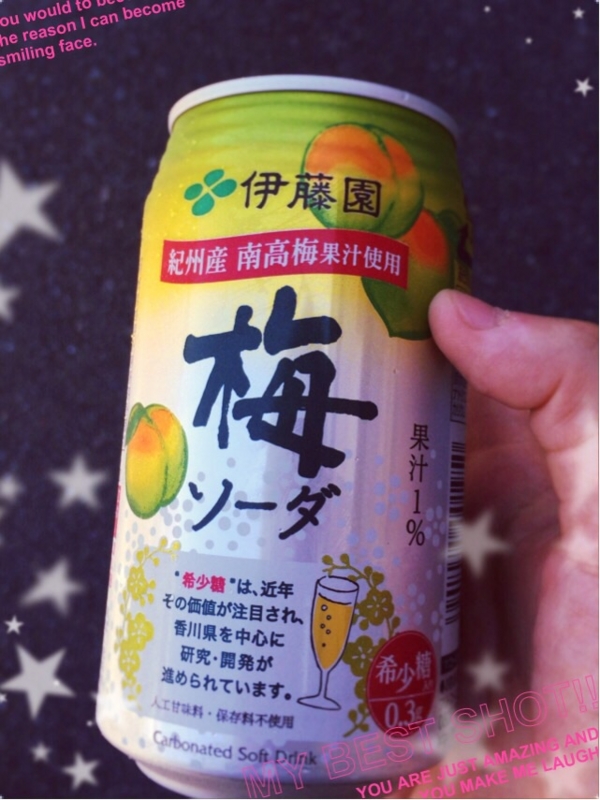 ou would to bec
he reason I can become
smiling face.
伊藤園
紀州産 南高梅果汁使用
梅
ソーダ
果汁1%
"希少糖"は、近年
その価値が注目され、
香川県を中心に
研究・開発が
進められています。
人工甘味料・保存料不使用
希少糖
0.3g
Carbonated Soft Drink
MY BEST SHOT!!
YOU ARE JUST AMAZING AND
YOU MAKE ME LAUGH